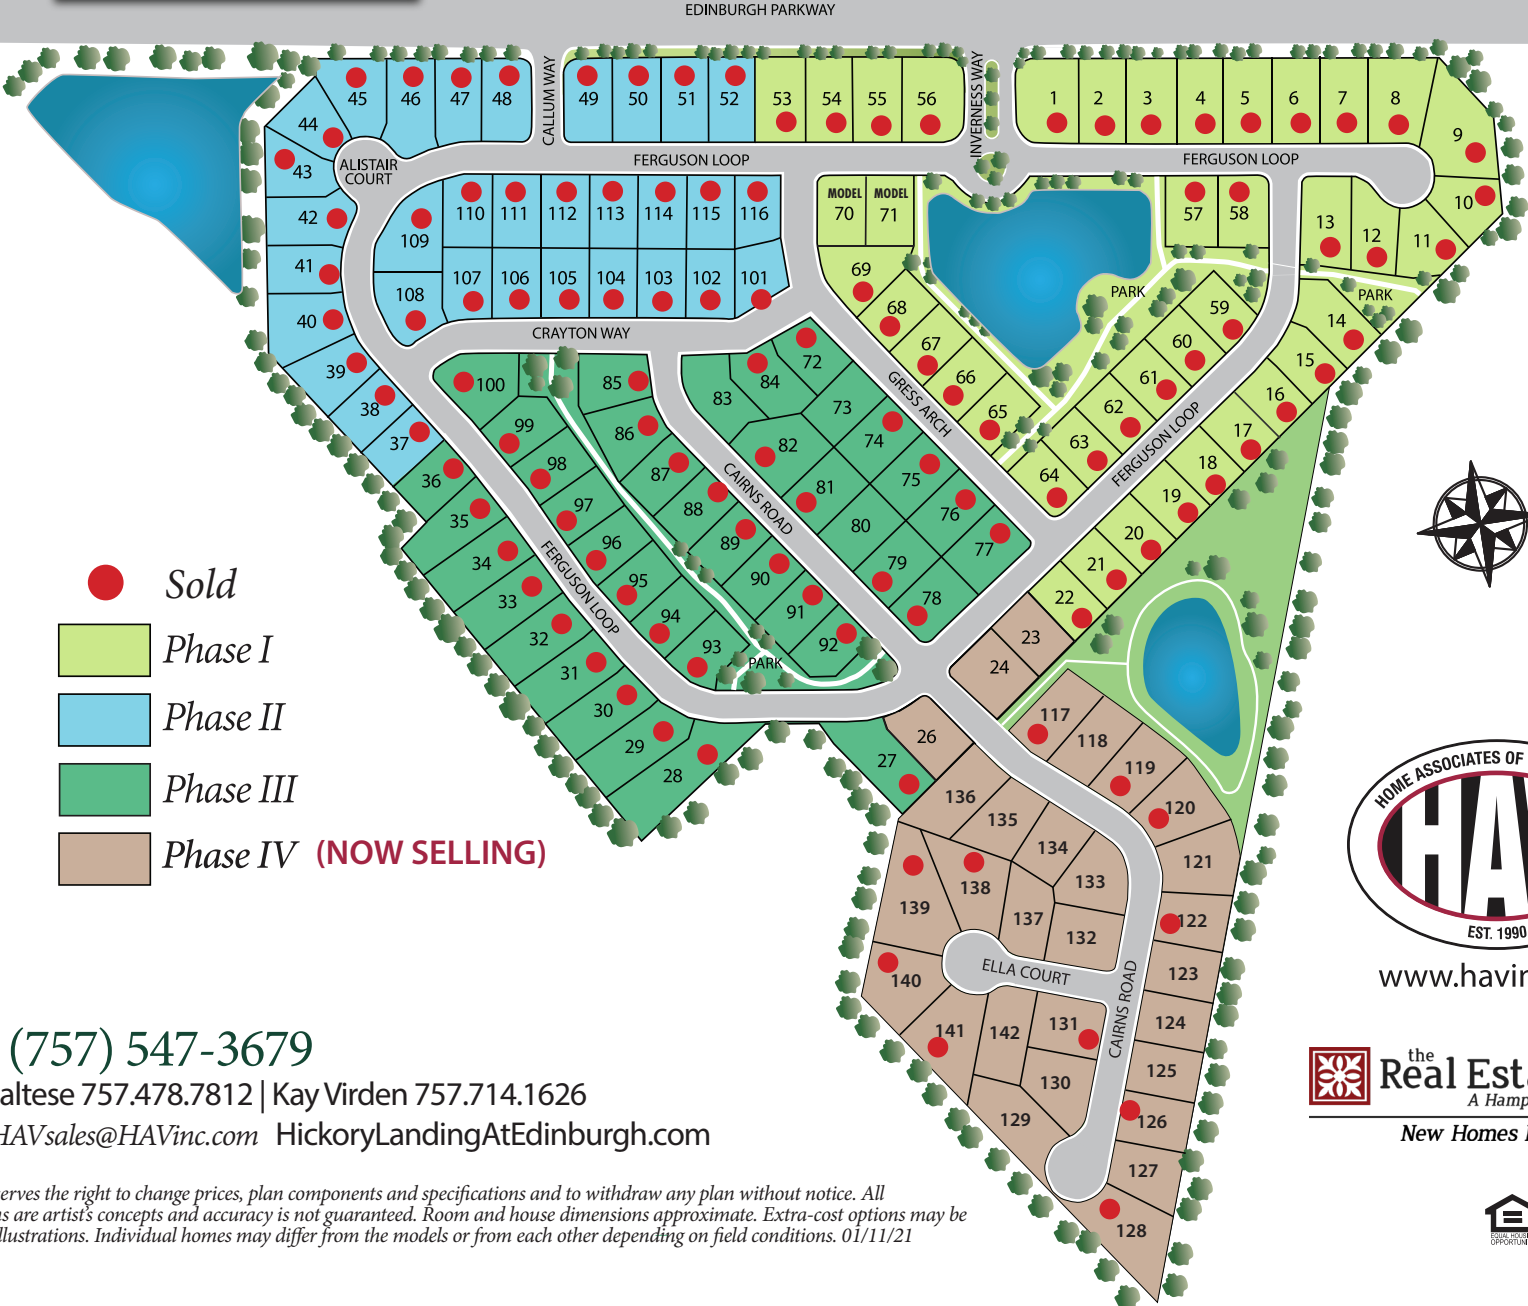 EDINBURGH PARKWAY
45 46 47 48
CALLUM WAY
49 50 51 52 53 54 55 56
INVERNESS WAY
1 2 3 4 5 6 7 8
9
10
11
12
13
44
43
42
41
40
39
38
37
ALISTAIR
COURT
FERGUSON LOOP
FERGUSON LOOP
109
110 111 112 113 114 115 116
108
107 106 105 104 103 102 101
CRAYTON WAY
MODEL
70
MODEL
71
57 58
PARK
PARK
69
68
67
66
65
GRESS ARCH
59
60
61
62
63
64
FERGUSON LOOP
14
15
16
17
18
19
20
21
22
23
24
72
73
74
75
76
77
78
79
80
81
82
83
84
CAIRNS ROAD
85
86
87
88
89
90
91
92
100
99
98
97
96
95
94
93
PARK
FERGUSON LOOP
36
35
34
33
32
31
30
29
28
27
26
117
118
119
120
121
122
123
124
125
126
127
128
129
130
131
132
133
134
135
136
137
138
139
140
141
142
ELLA COURT
CAIRNS ROAD
Sold
Phase I
Phase II
Phase III
Phase IV (NOW SELLING)
HOME ASSOCIATES OF
HAV
EST. 1990
www.havin
(757) 547-3679
altese 757.478.7812 | Kay Virden 757.714.1626
HAVsales@HAVinc.com HickoryLandingAtEdinburgh.com
the
Real Est
A Hamp
New Homes
erves the right to change prices, plan components and specifications and to withdraw any plan without notice. All
ns are artist's concepts and accuracy is not guaranteed. Room and house dimensions approximate. Extra-cost options may be
llustrations. Individual homes may differ from the models or from each other depending on field conditions. 01/11/21
EQUAL HOUS
OPPORTUN